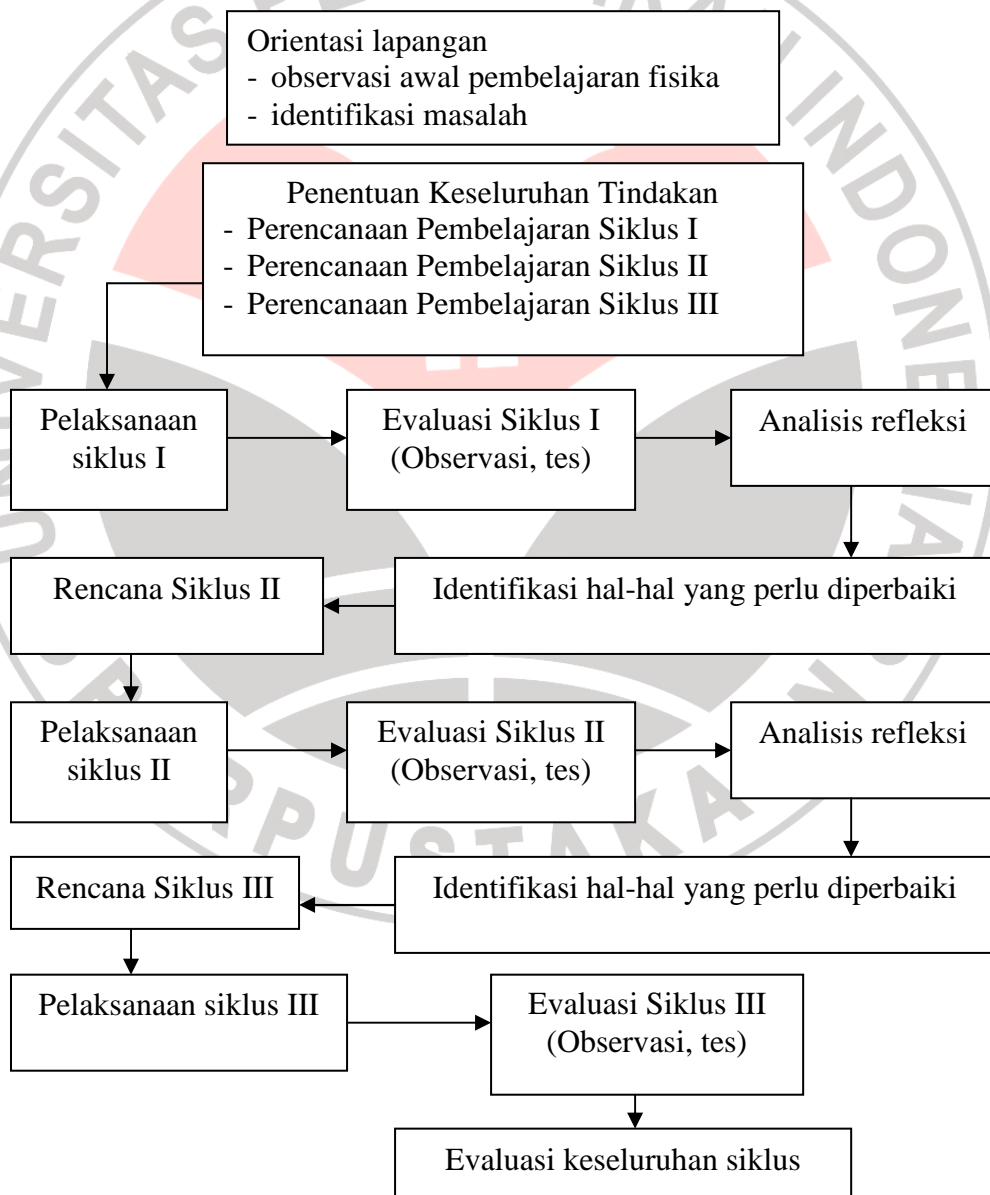 Orientasi lapangan
- observasi awal pembelajaran fisika
- identifikasi masalah
Penentuan Keseluruhan Tindakan
- Perencanaan Pembelajaran Siklus I
- Perencanaan Pembelajaran Siklus II
- Perencanaan Pembelajaran Siklus III
Pelaksanaan
siklus I
Evaluasi Siklus I
(Observasi, tes)
Analisis refleksi
Identifikasi hal-hal yang perlu diperbaiki
Rencana Siklus II
Pelaksanaan
siklus II
Evaluasi Siklus II
(Observasi, tes)
Analisis refleksi
Identifikasi hal-hal yang perlu diperbaiki
Rencana Siklus III
Pelaksanaan siklus III
Evaluasi Siklus III
(Observasi, tes)
Evaluasi keseluruhan siklus